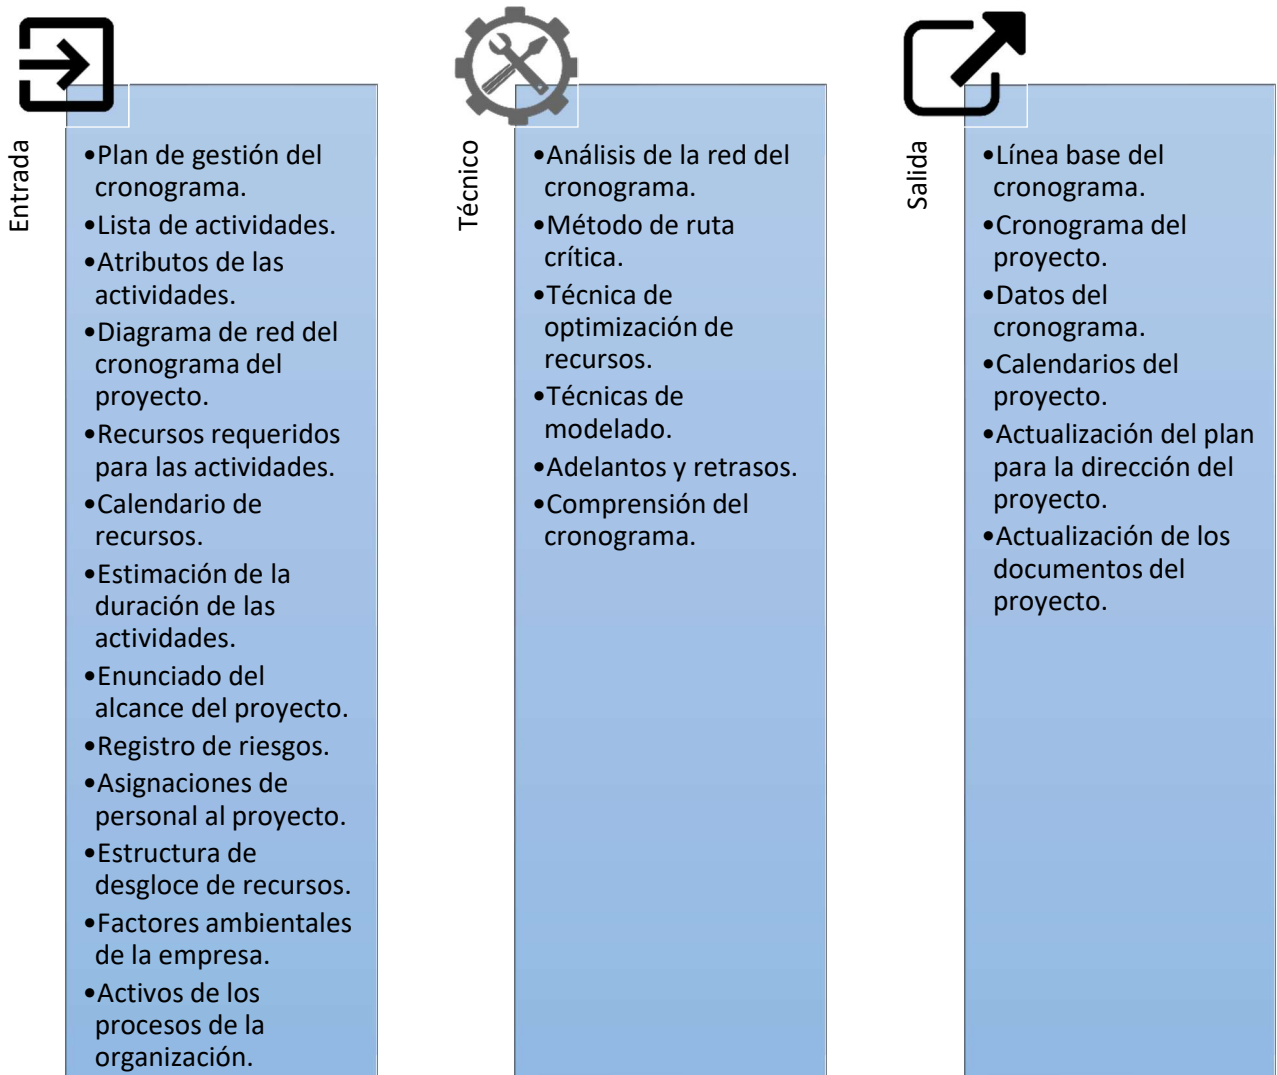 Entrada
•Plan de gestión del
cronograma.
•Lista de actividades.
•Atributos de las
actividades.
•Diagrama de red del
cronograma del
proyecto.
•Recursos requeridos
para las actividades.
•Calendario de
recursos.
•Estimación de la
duración de las
actividades.
•Enunciado del
alcance del proyecto.
•Registro de riesgos.
•Asignaciones de
personal al proyecto.
•Estructura de
desgloce de recursos.
•Factores ambientales
de la empresa.
•Activos de los
procesos de la
organización.
Técnico
•Análisis de la red del
cronograma.
•Método de ruta
crítica.
•Técnica de
optimización de
recursos.
•Técnicas de
modelado.
•Adelantos y retrasos.
•Comprensión del
cronograma.
Salida
•Línea base del
cronograma.
•Cronograma del
proyecto.
•Datos del
cronograma.
•Calendarios del
proyecto.
•Actualización del plan
para la dirección del
proyecto.
•Actualización de los
documentos del
proyecto.